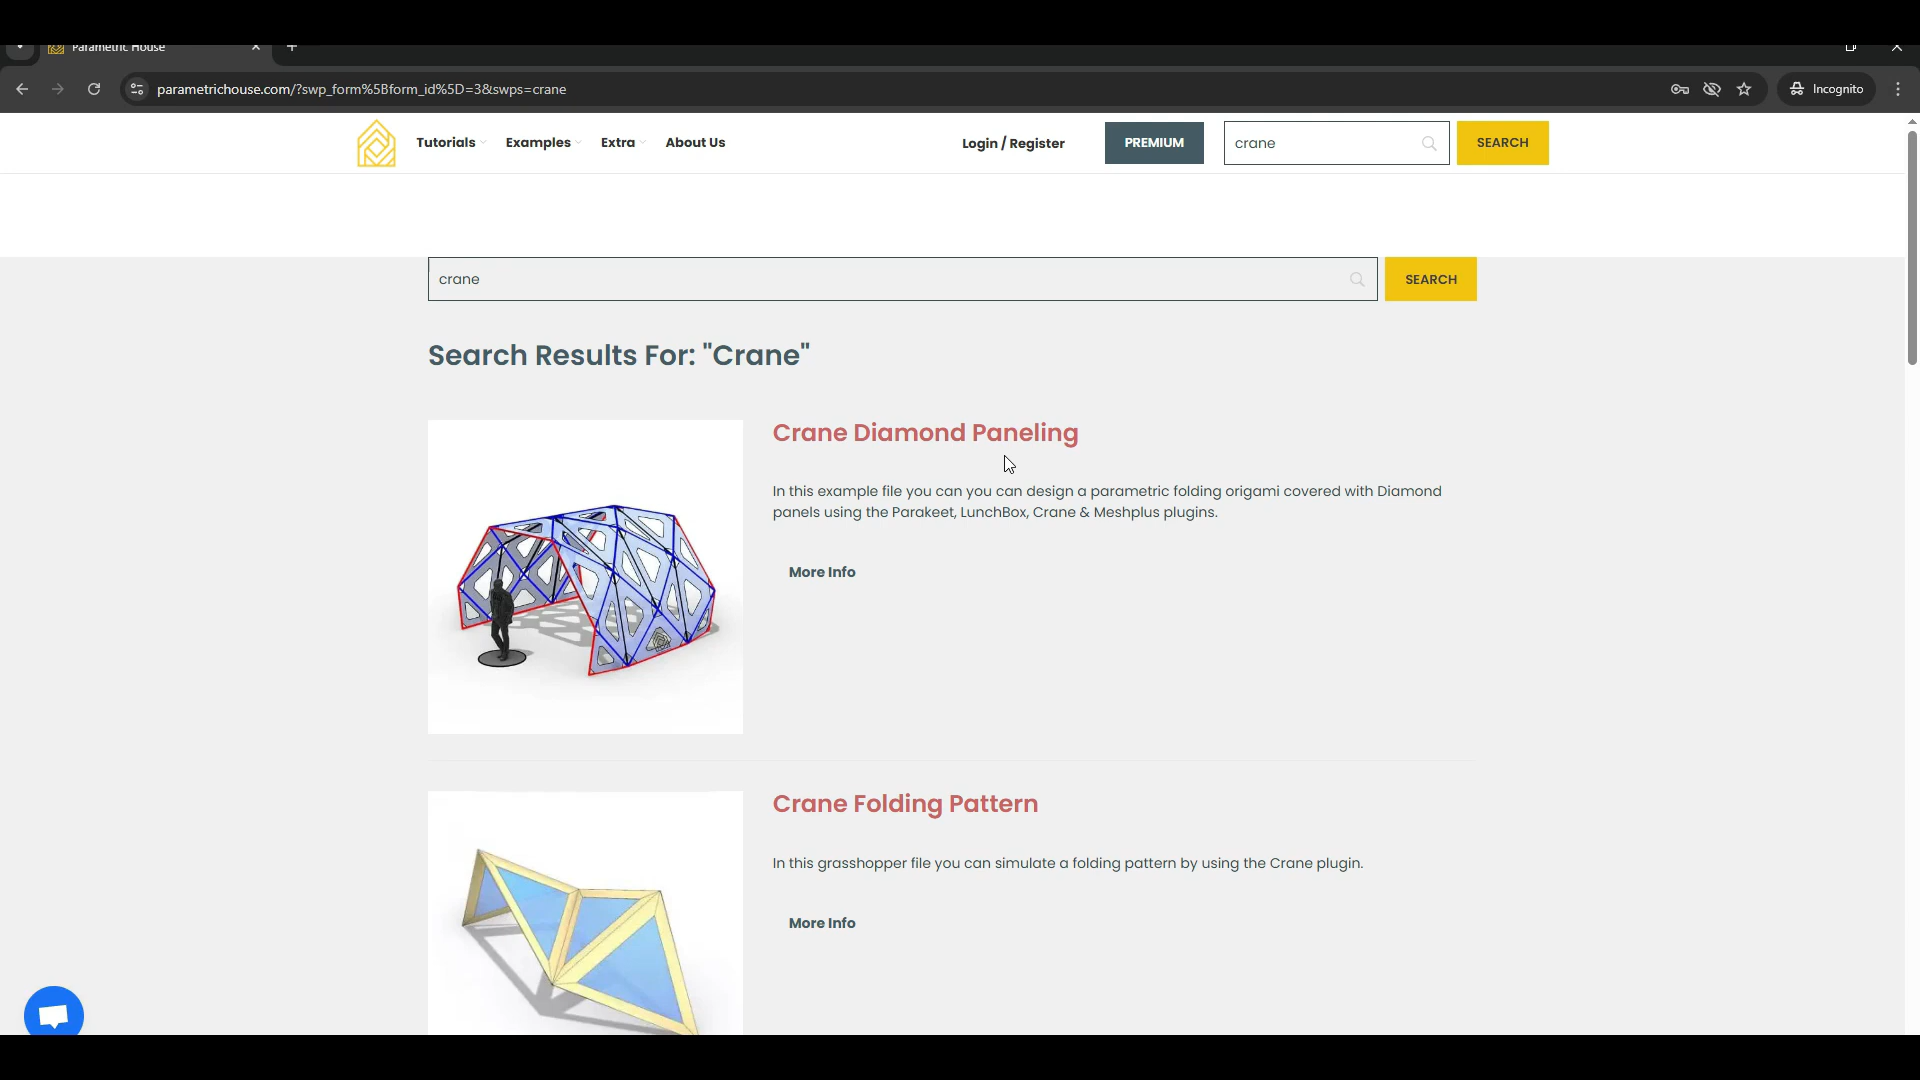 Parametric House
parametrichouse.com/?swp_form%5Bform_id%5D=3&swps=crane
Incognito
Tutorials
Examples
Extra
About Us
Login / Register
PREMIUM
crane
SEARCH
crane
SEARCH
Search Results For: "Crane"
Crane Diamond Paneling
In this example file you can you can design a parametric folding origami covered with Diamond
panels using the Parakeet, LunchBox, Crane & Meshplus plugins.
More Info
Crane Folding Pattern
In this grasshopper file you can simulate a folding pattern by using the Crane plugin.
More Info